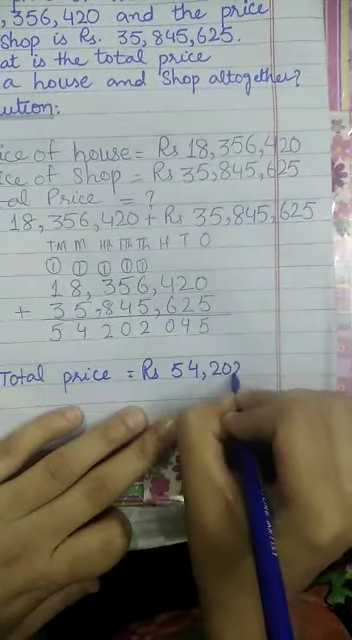 ,356,420 and the price
Shop is Rs. 35,845,625.
at is the total price
a house and Shop altogether?
ution:
ice of house = Rs 18,356,420
ice of Shop = Rs 35,845,625
al Price = ?
18,356,420 + Rs 35,845,625
TM M HTh TTh Th H T O
1 1 1 1 1
18,356,420
+ 35,845,625
54202045
Total price = Rs 54,202